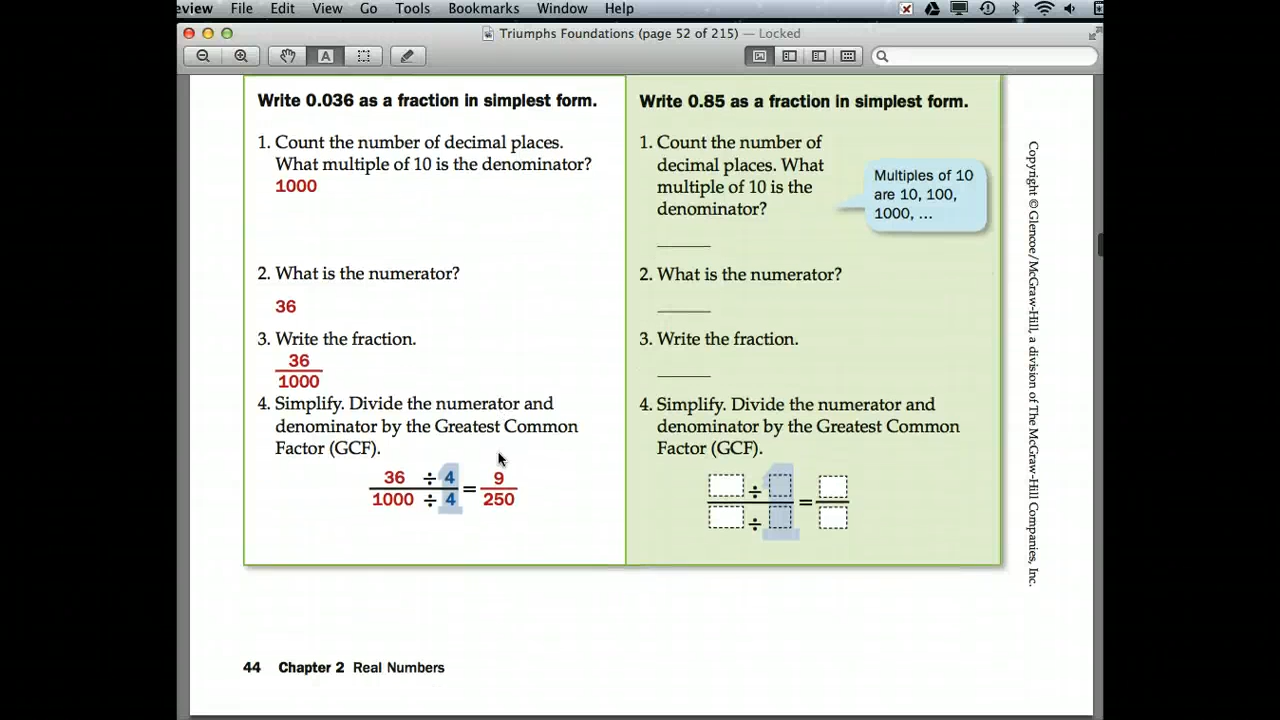 eview File Edit View Go Tools Bookmarks Window Help
Triumphs Foundations (page 52 of 215) — Locked
Write 0.036 as a fraction in simplest form.
1. Count the number of decimal places.
What multiple of 10 is the denominator?
1000
2. What is the numerator?
36
3. Write the fraction.
36
1000
4. Simplify. Divide the numerator and
denominator by the Greatest Common
Factor (GCF).
36 ÷ 4 = 9
1000 ÷ 4 250
Write 0.85 as a fraction in simplest form.
1. Count the number of
decimal places. What
multiple of 10 is the
denominator?
Multiples of 10
are 10, 100,
1000, ...
2. What is the numerator?
3. Write the fraction.
4. Simplify. Divide the numerator and
denominator by the Greatest Common
Factor (GCF).
÷ =
÷
Copyright © Glencoe/McGraw-Hill, a division of The McGraw-Hill Companies, Inc.
44 Chapter 2 Real Numbers